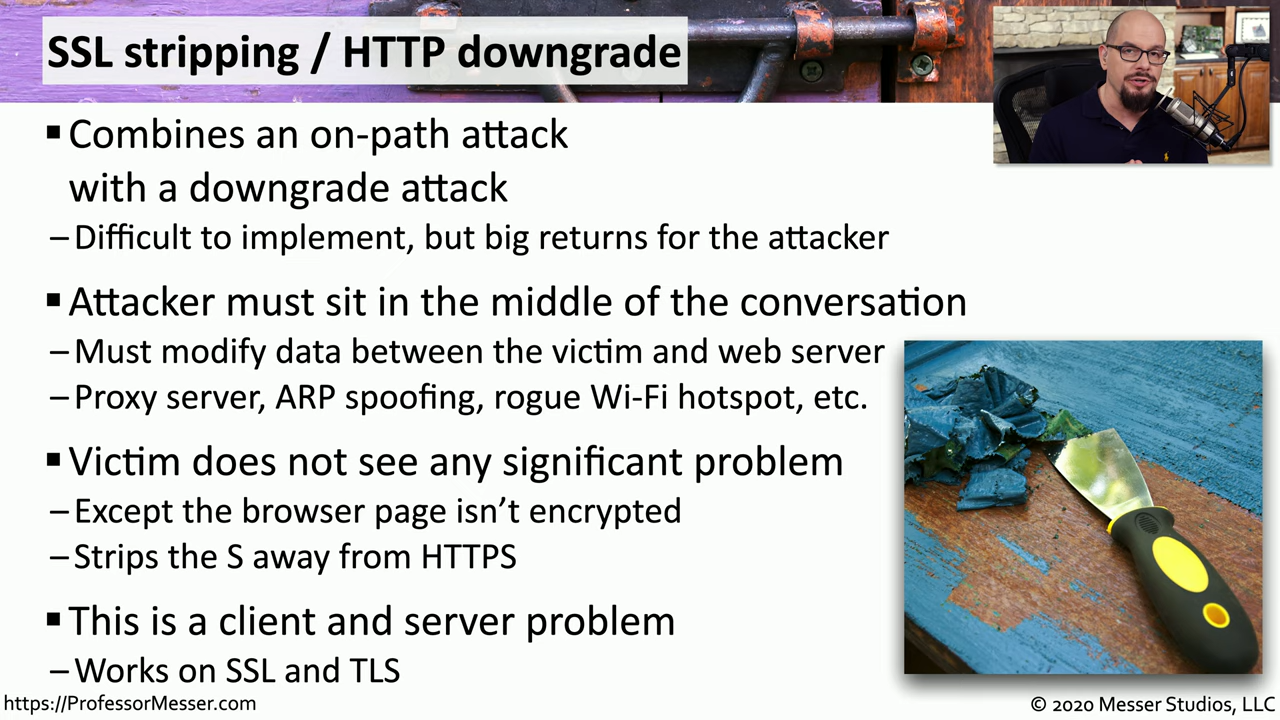 SSL stripping / HTTP downgrade
▪Combines an on-path attack
with a downgrade attack
–Difficult to implement, but big returns for the attacker
▪Attacker must sit in the middle of the conversation
–Must modify data between the victim and web server
–Proxy server, ARP spoofing, rogue Wi-Fi hotspot, etc.
▪Victim does not see any significant problem
–Except the browser page isn’t encrypted
–Strips the S away from HTTPS
▪This is a client and server problem
–Works on SSL and TLS
https://ProfessorMesser.com
© 2020 Messer Studios, LLC